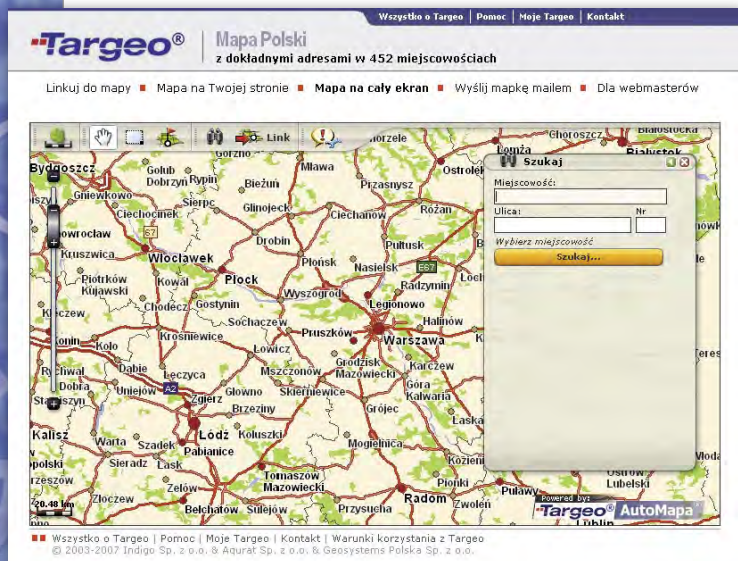 Wszystko o Targeo | Pomoc | Moje Targeo | Kontakt
Targeo®
Mapa Polski
z dokładnymi adresami w 452 miejscowościach
Linkuj do mapy ■ Mapa na Twojej stronie ■ Mapa na cały ekran ■ Wyślij mapkę mailem ■ Dla webmasterów
Link
Choroszcz
Łomża
Białystok
Szukaj
Miejscowość:
Ulica: Nr
Wybierz miejscowość
Szukaj...
Bydgoszcz
Golub
Dobrzyń
Rypin
Bieżuń
Mława
Przasnysz
Gniewkowo
Ciechocinek
Sierpc
Glinojeck
Ciechanów
Różan
67
Drobin
Pułtusk
Kruszwica
Włocławek
Płońsk
Nasielsk
E67
Radzymin
Piotrków
Kujawski
Kowal
Płock
Wyszogród
Legionowo
Chodecz
Gostynin
Sochaczew
Halinów
Krośniewice
Pruszków
Warszawa
Konin
Koło
Łowicz
Grodzisk
Mazowiecki
Karczew
Dąbie
Łęczyca
Mszczonów
Góra
Kalwaria
Dobra
Uniejów
A2
Zgierz
Głowno
Skierniewice
Brzeziny
Grójec
Kalisz
Łódź
Koluszki
Warta
Szadek
Pabianice
Mogielnica
Sieradz
Łask
Zelów
Tomaszów
Mazowiecki
Pionki
Puławy
Lubelski
Złoczew
Bełchatów
Sulejów
Przysucha
Radom
Zwoleń
Lublin
20.48 km
Powered by:
Targeo® AutoMapa
Wszystko o Targeo | Pomoc | Moje Targeo | Kontakt | Warunki korzystania z Targeo
© 2003-2007 Indigo Sp. z o.o. & Aqurat Sp. z o.o. & Geosystems Polska Sp. z o.o.